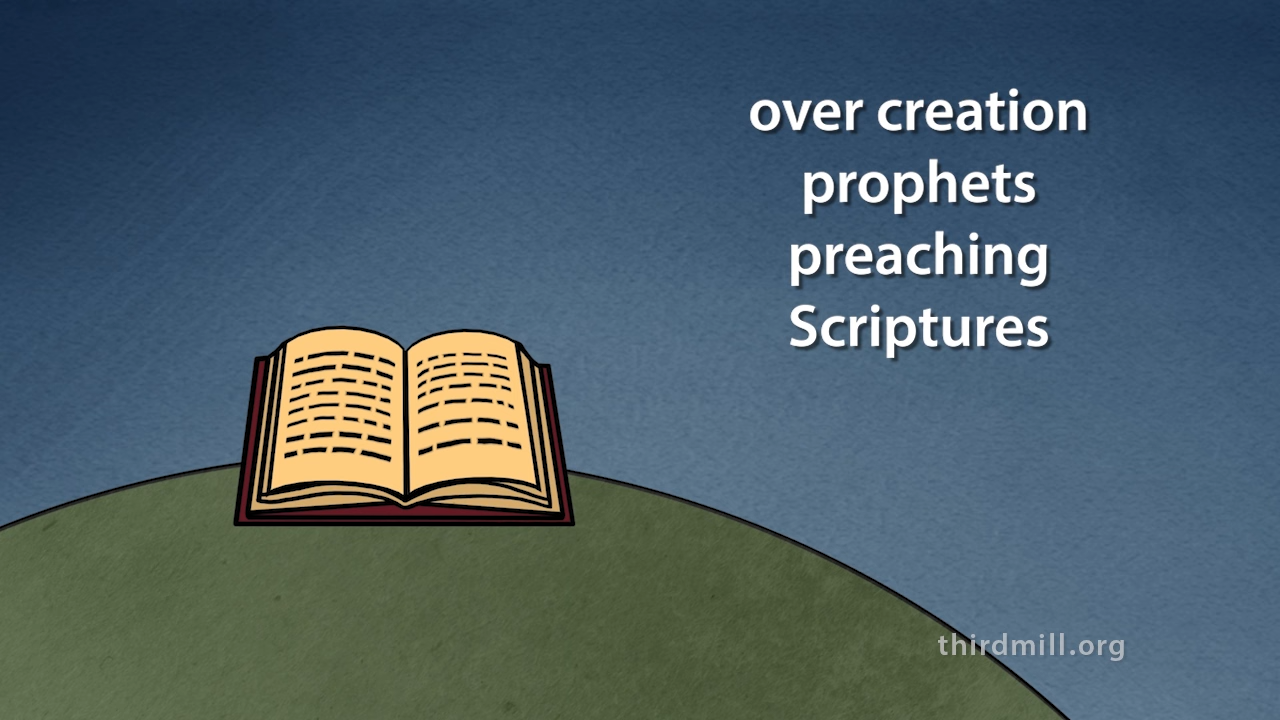 over creation
prophets
preaching
Scriptures
thirdmill.org